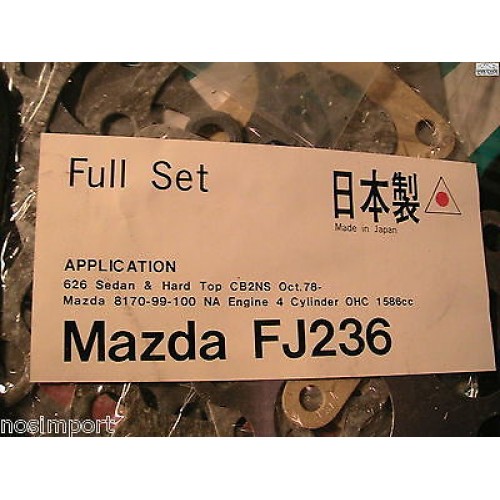 Full Set
日本製
Made in Japan
APPLICATION
626 Sedan & Hard Top CB2NS Oct.78-
Mazda 8170-99-100 NA Engine 4 Cylinder OHC 1586cc
Mazda FJ236
nosimport